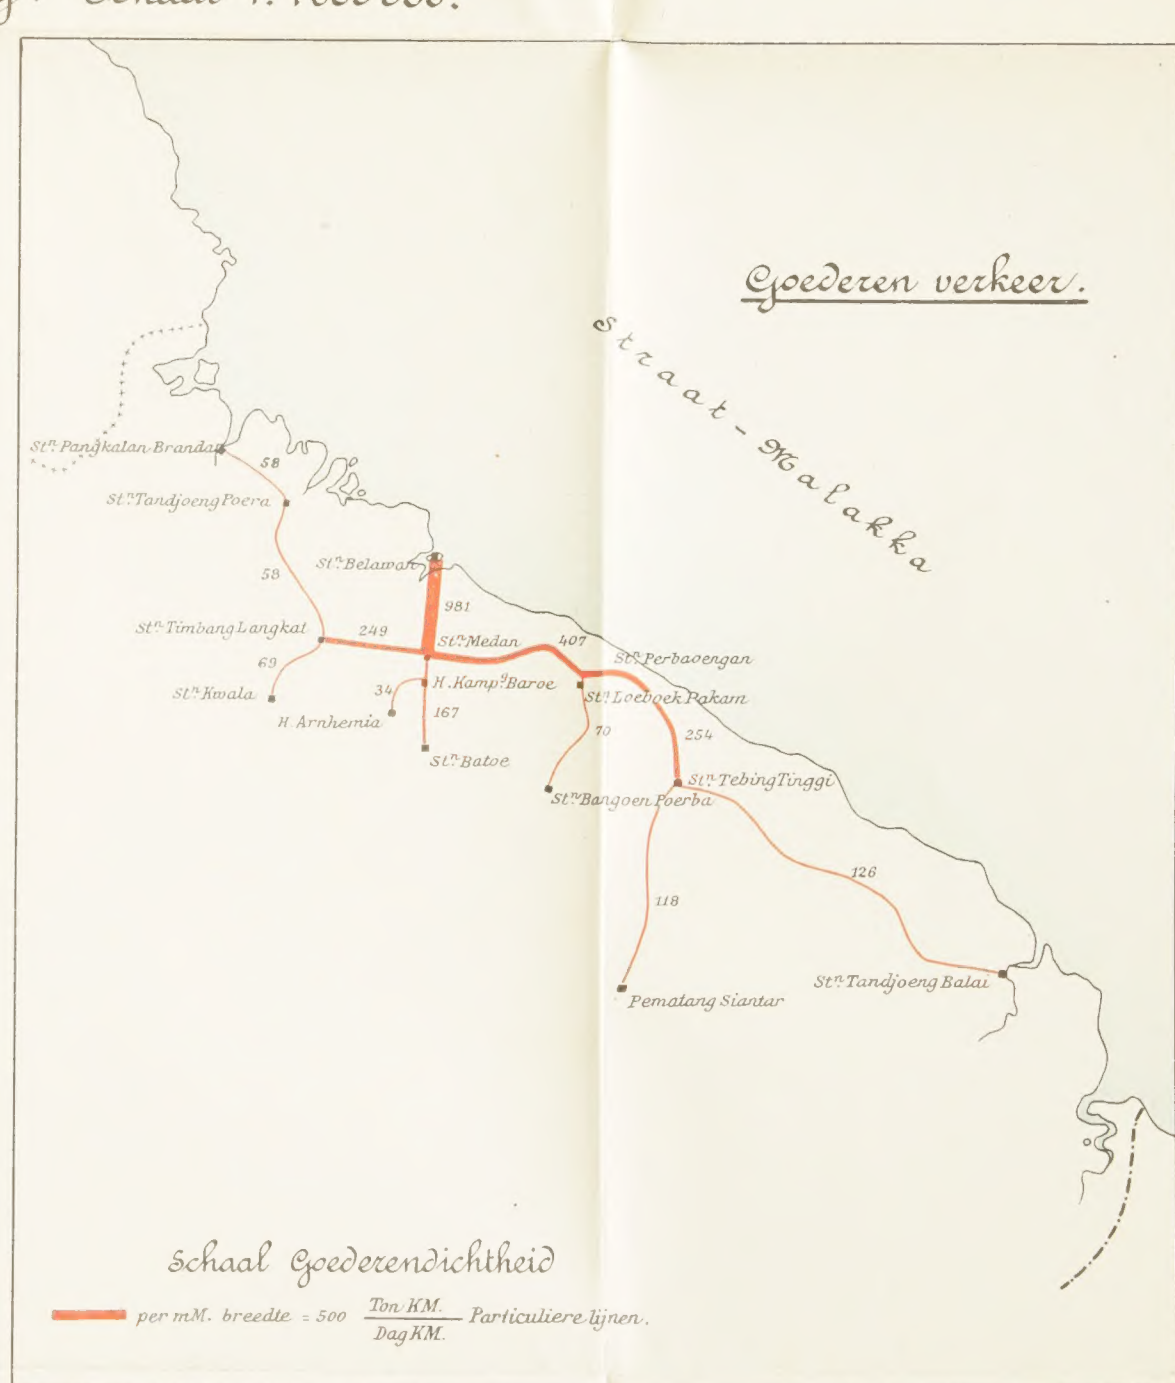 Schaal 1:1000000.
Goederen verkeer.
Straat - Malakka
Stn. Pangkalan Brandan
58
Stn. Tandjoeng Poera
58
Stn. Belawan
981
Stn. Timbang Langkat
249
Stn. Medan
407
Stn. Perbaoengan
69
Stn. Kwala
34
H. Kampg. Baroe
Stn. Loeboek Pakam
H. Arnhemia
167
70
254
Stn. Batoe
Stn. Tebing Tinggi
Stn. Bangoen Poerba
126
118
Stn. Tandjoeng Balai
Pematang Siantar
Schaal Goederendichtheid
per mM. breedte = 500 Ton KM. / Dag KM. Particuliere lijnen.